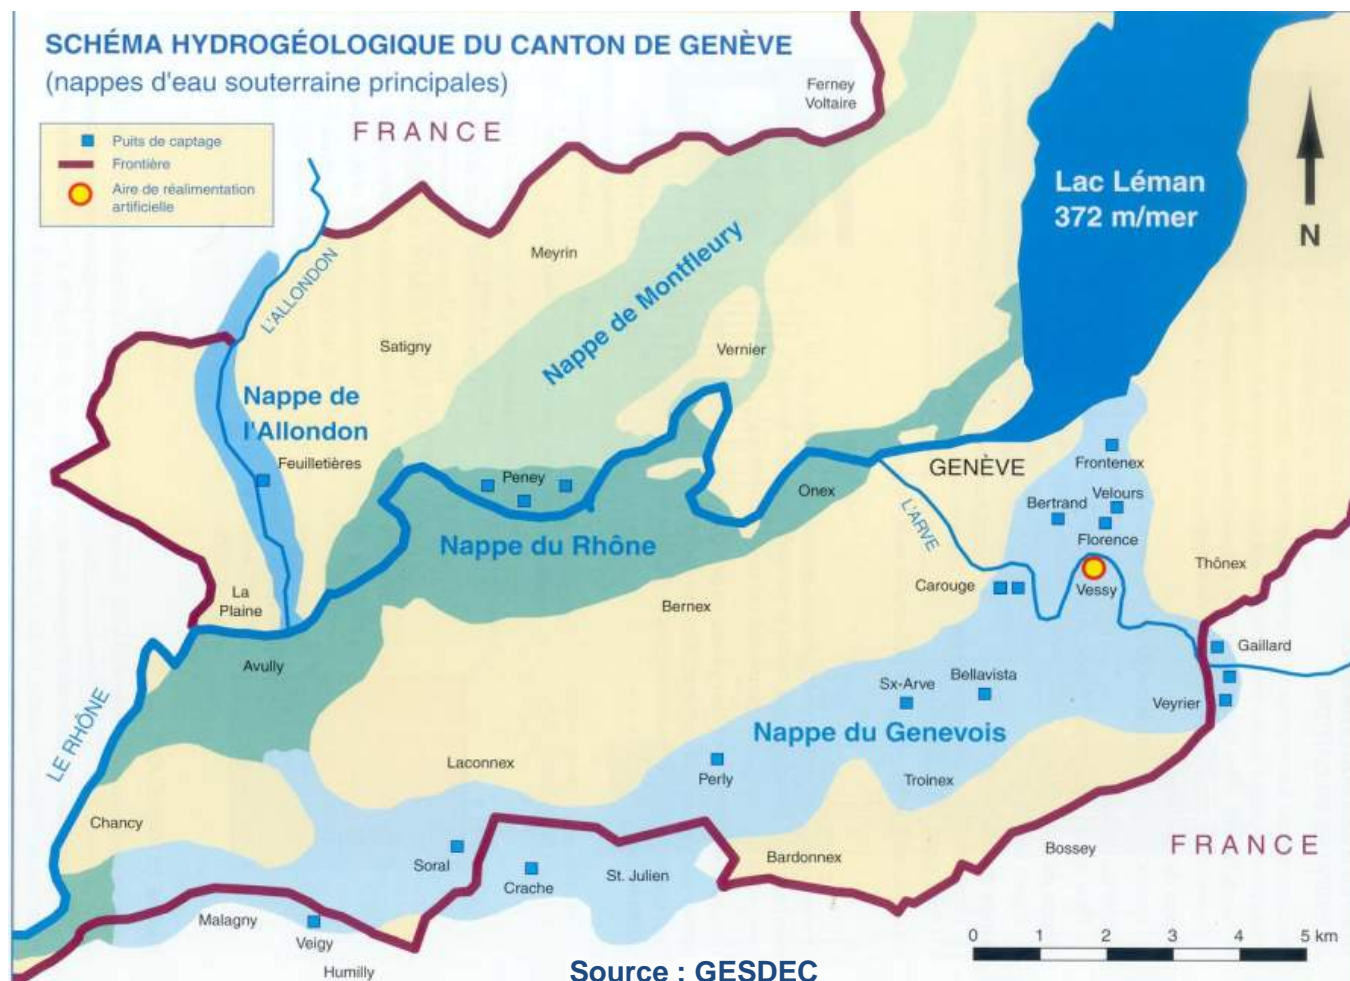 SCHÉMA HYDROGÉOLOGIQUE DU CANTON DE GENÈVE
(nappes d'eau souterraine principales)
Puits de captage
Frontière
Aire de réalimentation
artificielle
FRANCE
Ferney
Voltaire
Lac Léman
372 m/mer
N
Meyrin
L'ALLONDON
Nappe de Montfleury
Satigny
Vernier
Nappe de
l'Allondon
Feuilletières
Peney
Onex
GENÈVE
Frontenex
Bertrand
Velours
Florence
L'ARVE
Nappe du Rhône
Carouge
Vessy
Thônex
La
Plaine
Bernex
Avully
Gaillard
Sx-Arve
Bellavista
Veyrier
LE RHÔNE
Nappe du Genevois
Laconnex
Perly
Troinex
Chancy
Soral
Crache
St. Julien
Bardonnex
Bossey
FRANCE
Malagny
Veigy
Humilly
0 1 2 3 4 5 km
Source : GESDEC